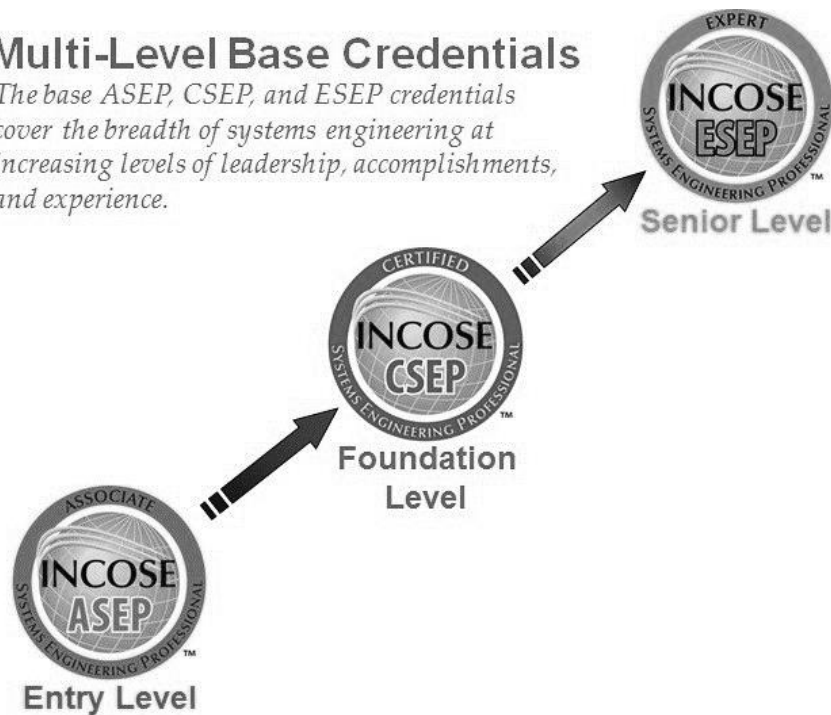 Multi-Level Base Credentials
The base ASEP, CSEP, and ESEP credentials
cover the breadth of systems engineering at
increasing levels of leadership, accomplishments,
and experience.
EXPERT
INCOSE
ESEP
SYSTEMS ENGINEERING PROFESSIONAL
TM
Senior Level
CERTIFIED
INCOSE
CSEP
SYSTEMS ENGINEERING PROFESSIONAL
TM
Foundation
Level
ASSOCIATE
INCOSE
ASEP
SYSTEMS ENGINEERING PROFESSIONAL
TM
Entry Level